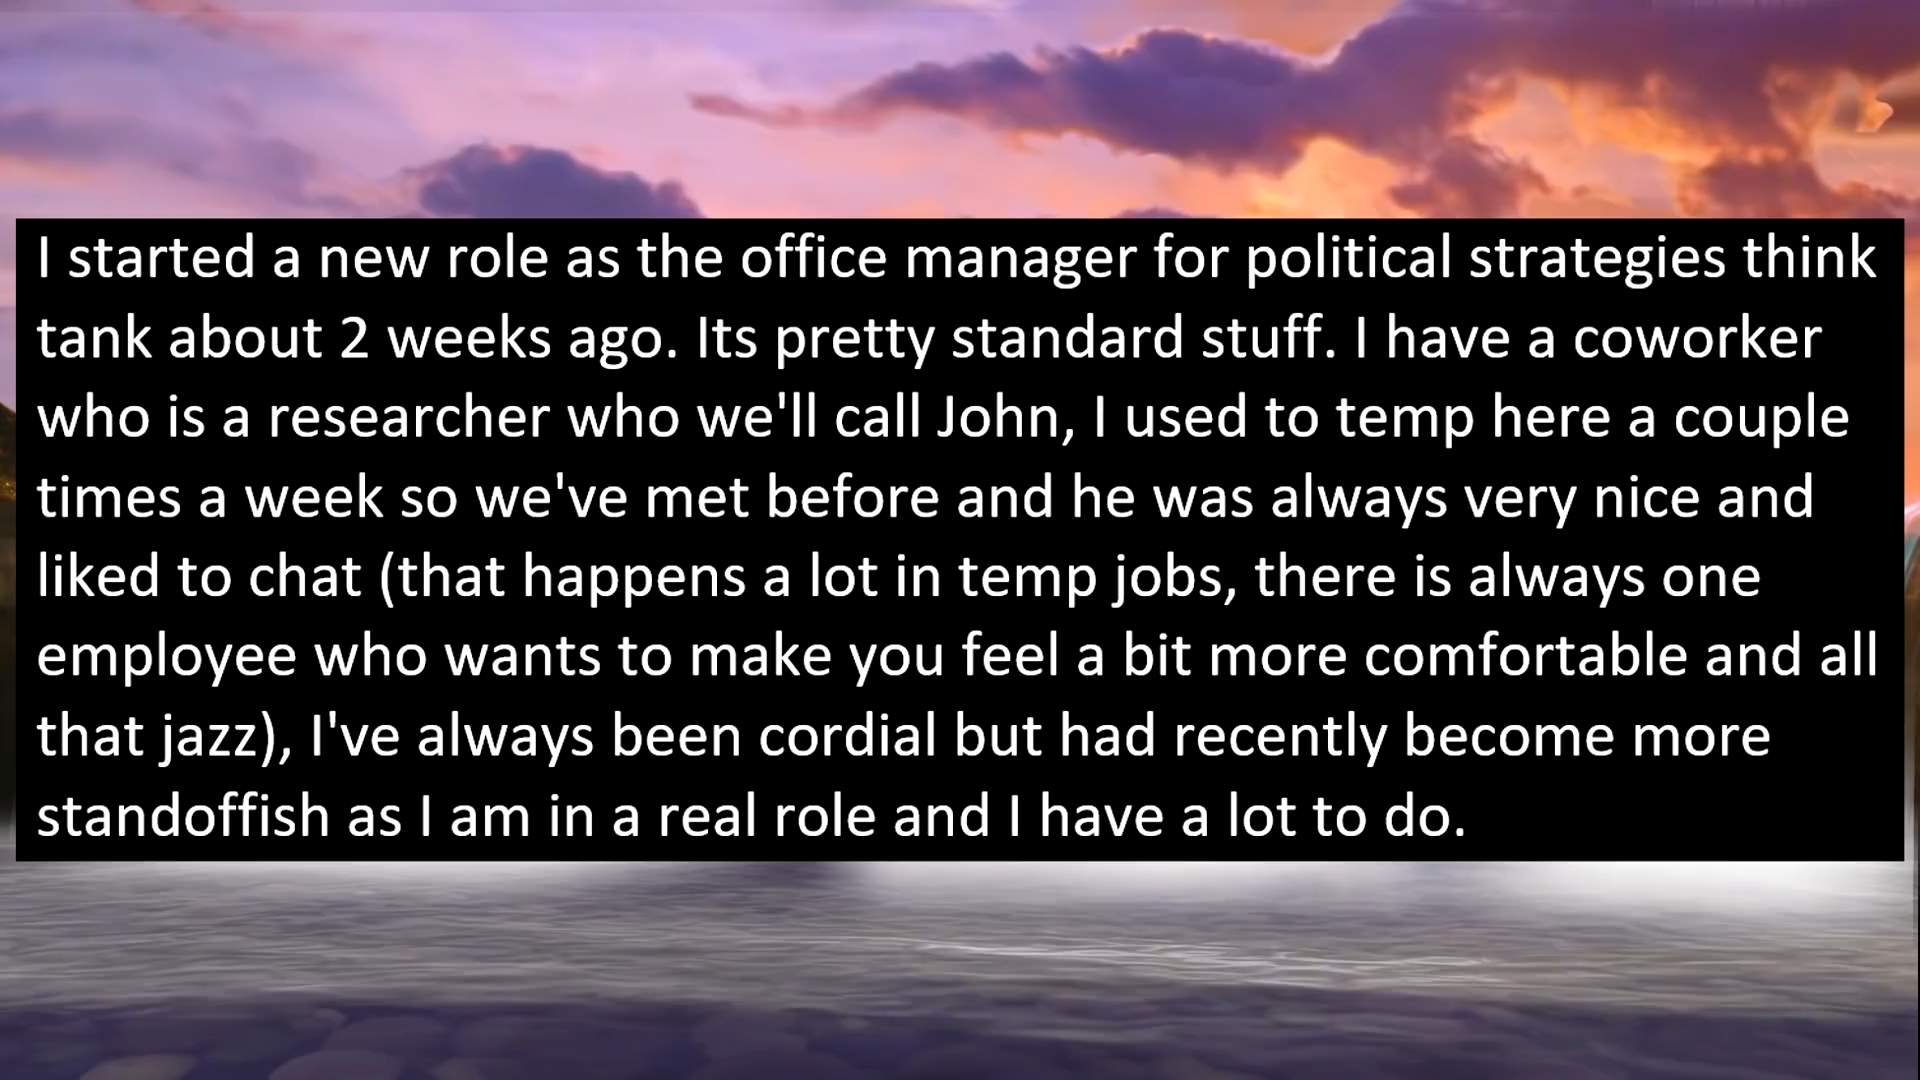 I started a new role as the office manager for political strategies think
tank about 2 weeks ago. Its pretty standard stuff. I have a coworker
who is a researcher who we'll call John, I used to temp here a couple
times a week so we've met before and he was always very nice and
liked to chat (that happens a lot in temp jobs, there is always one
employee who wants to make you feel a bit more comfortable and all
that jazz), I've always been cordial but had recently become more
standoffish as I am in a real role and I have a lot to do.